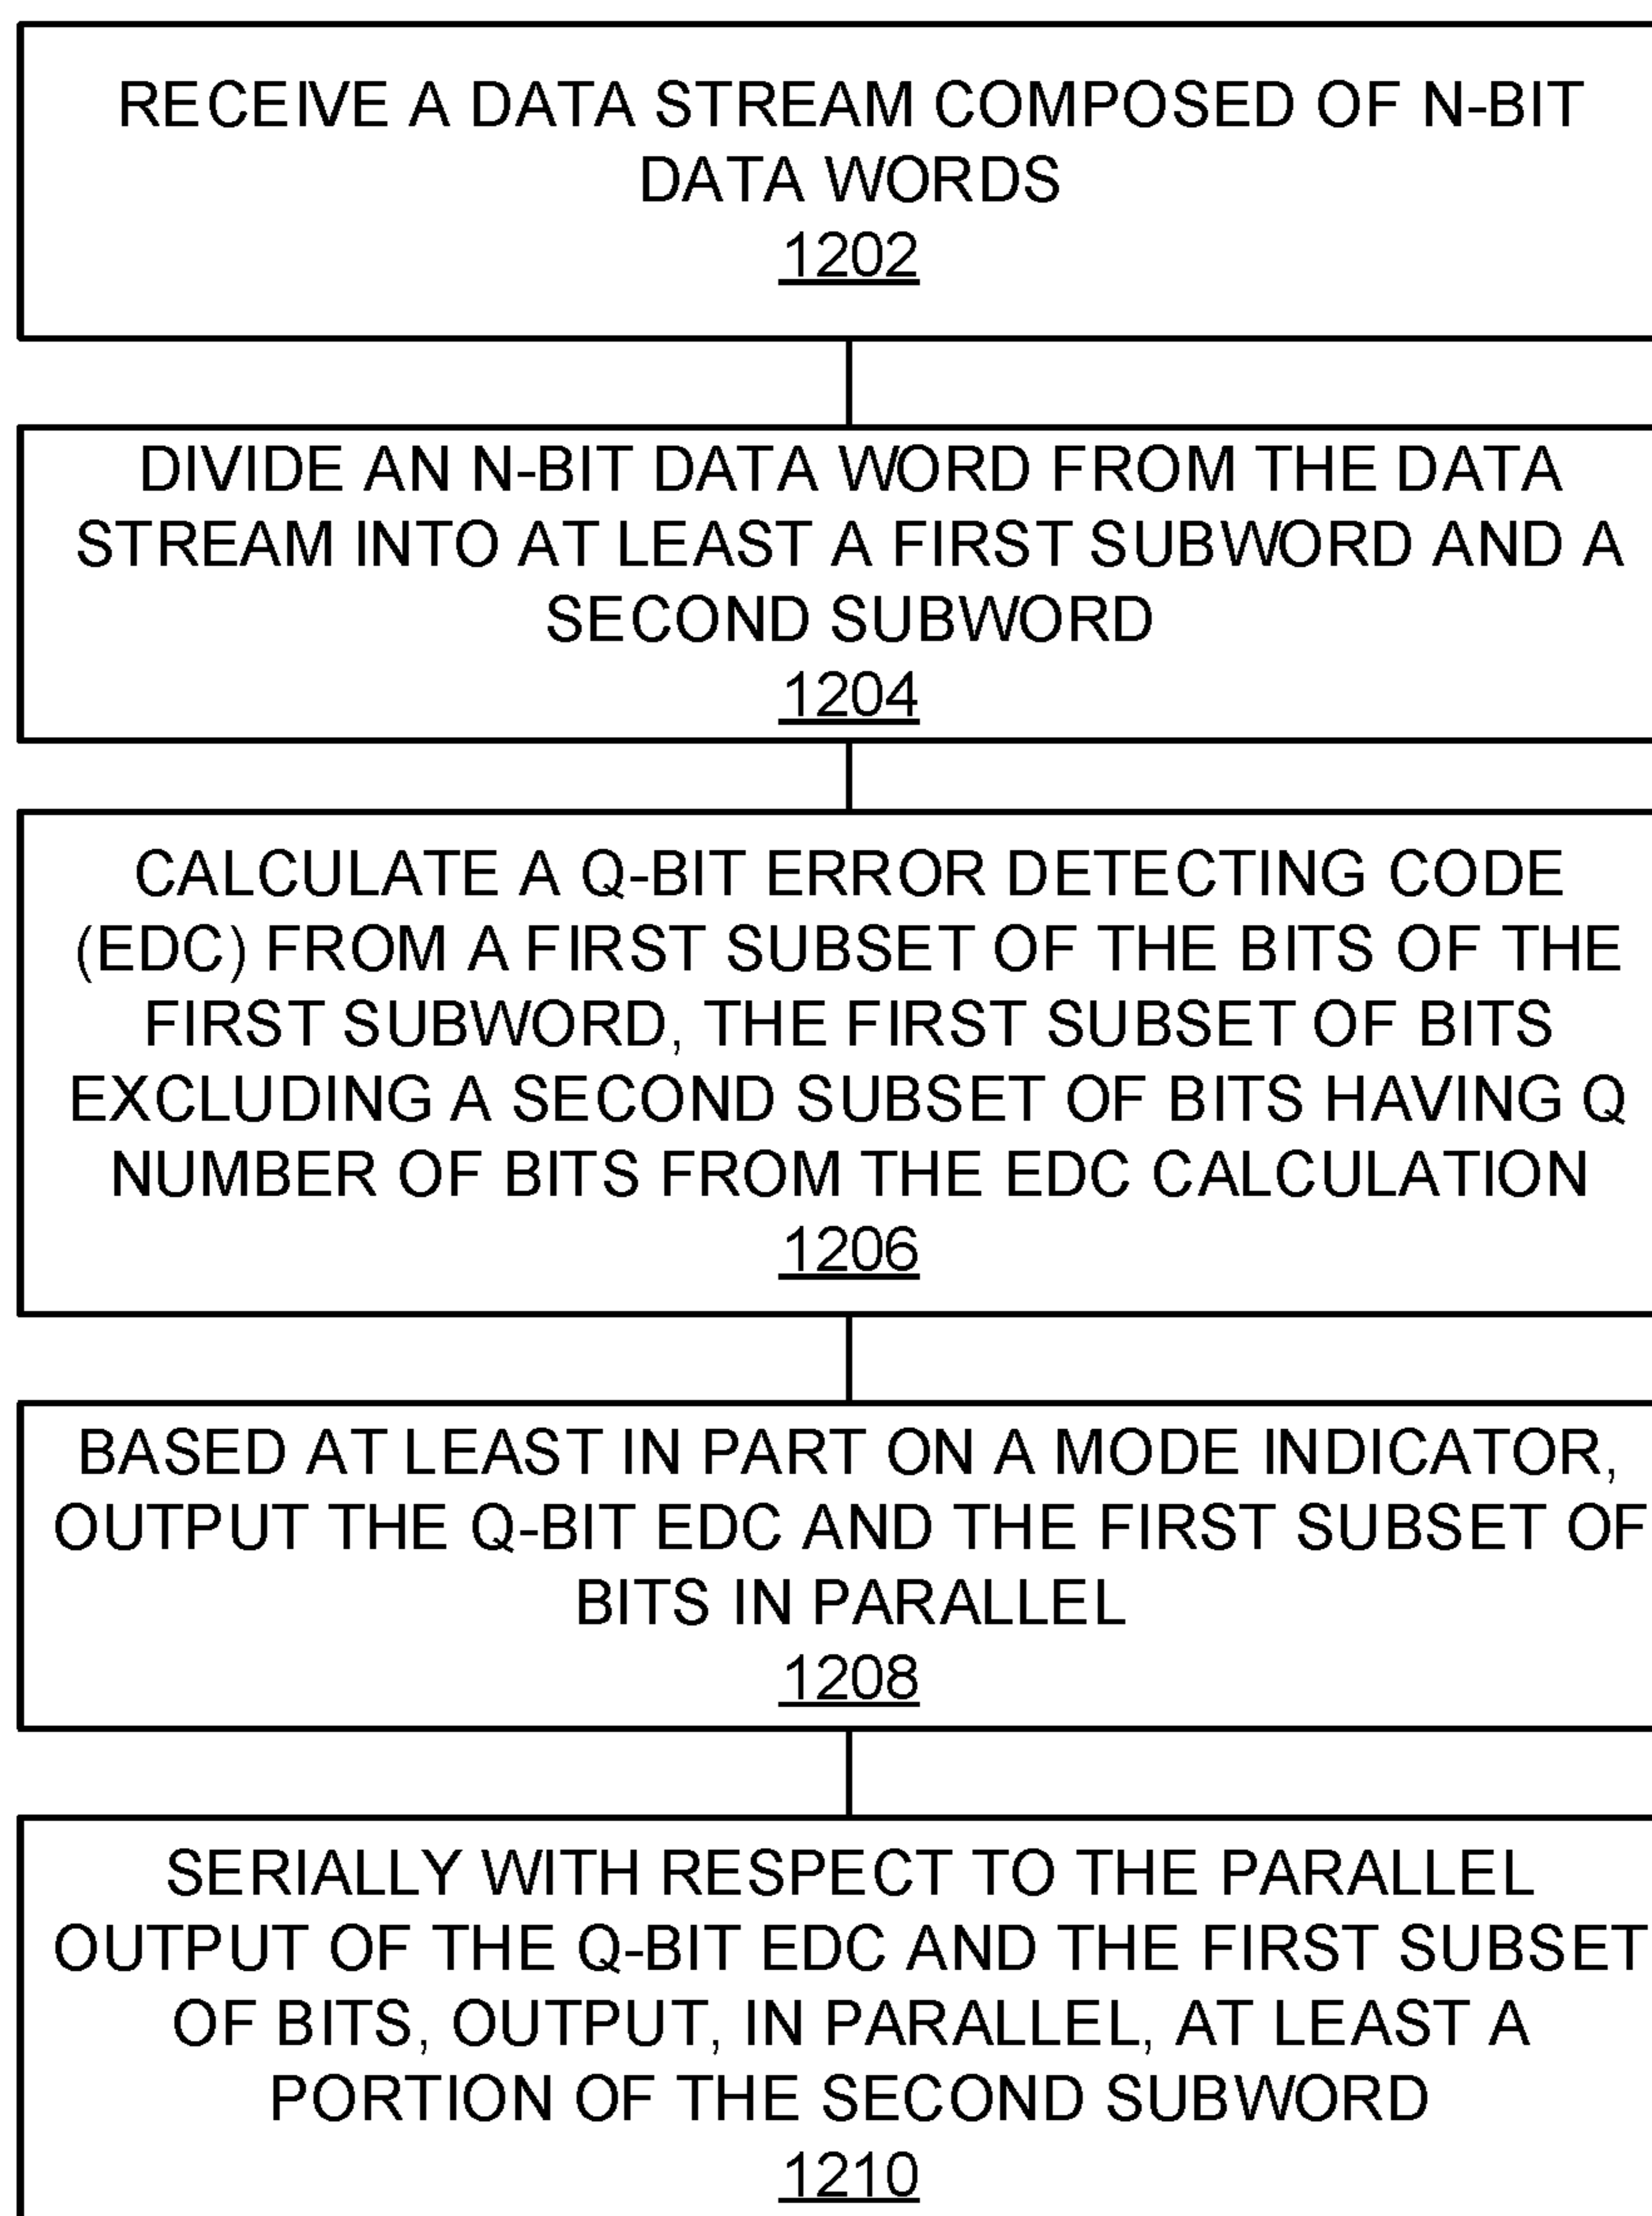 RECEIVE A DATA STREAM COMPOSED OF N-BIT
DATA WORDS
1202
DIVIDE AN N-BIT DATA WORD FROM THE DATA
STREAM INTO AT LEAST A FIRST SUBWORD AND A
SECOND SUBWORD
1204
CALCULATE A Q-BIT ERROR DETECTING CODE
(EDC) FROM A FIRST SUBSET OF THE BITS OF THE
FIRST SUBWORD, THE FIRST SUBSET OF BITS
EXCLUDING A SECOND SUBSET OF BITS HAVING Q
NUMBER OF BITS FROM THE EDC CALCULATION
1206
BASED AT LEAST IN PART ON A MODE INDICATOR,
OUTPUT THE Q-BIT EDC AND THE FIRST SUBSET OF
BITS IN PARALLEL
1208
SERIALLY WITH RESPECT TO THE PARALLEL
OUTPUT OF THE Q-BIT EDC AND THE FIRST SUBSET
OF BITS, OUTPUT, IN PARALLEL, AT LEAST A
PORTION OF THE SECOND SUBWORD
1210